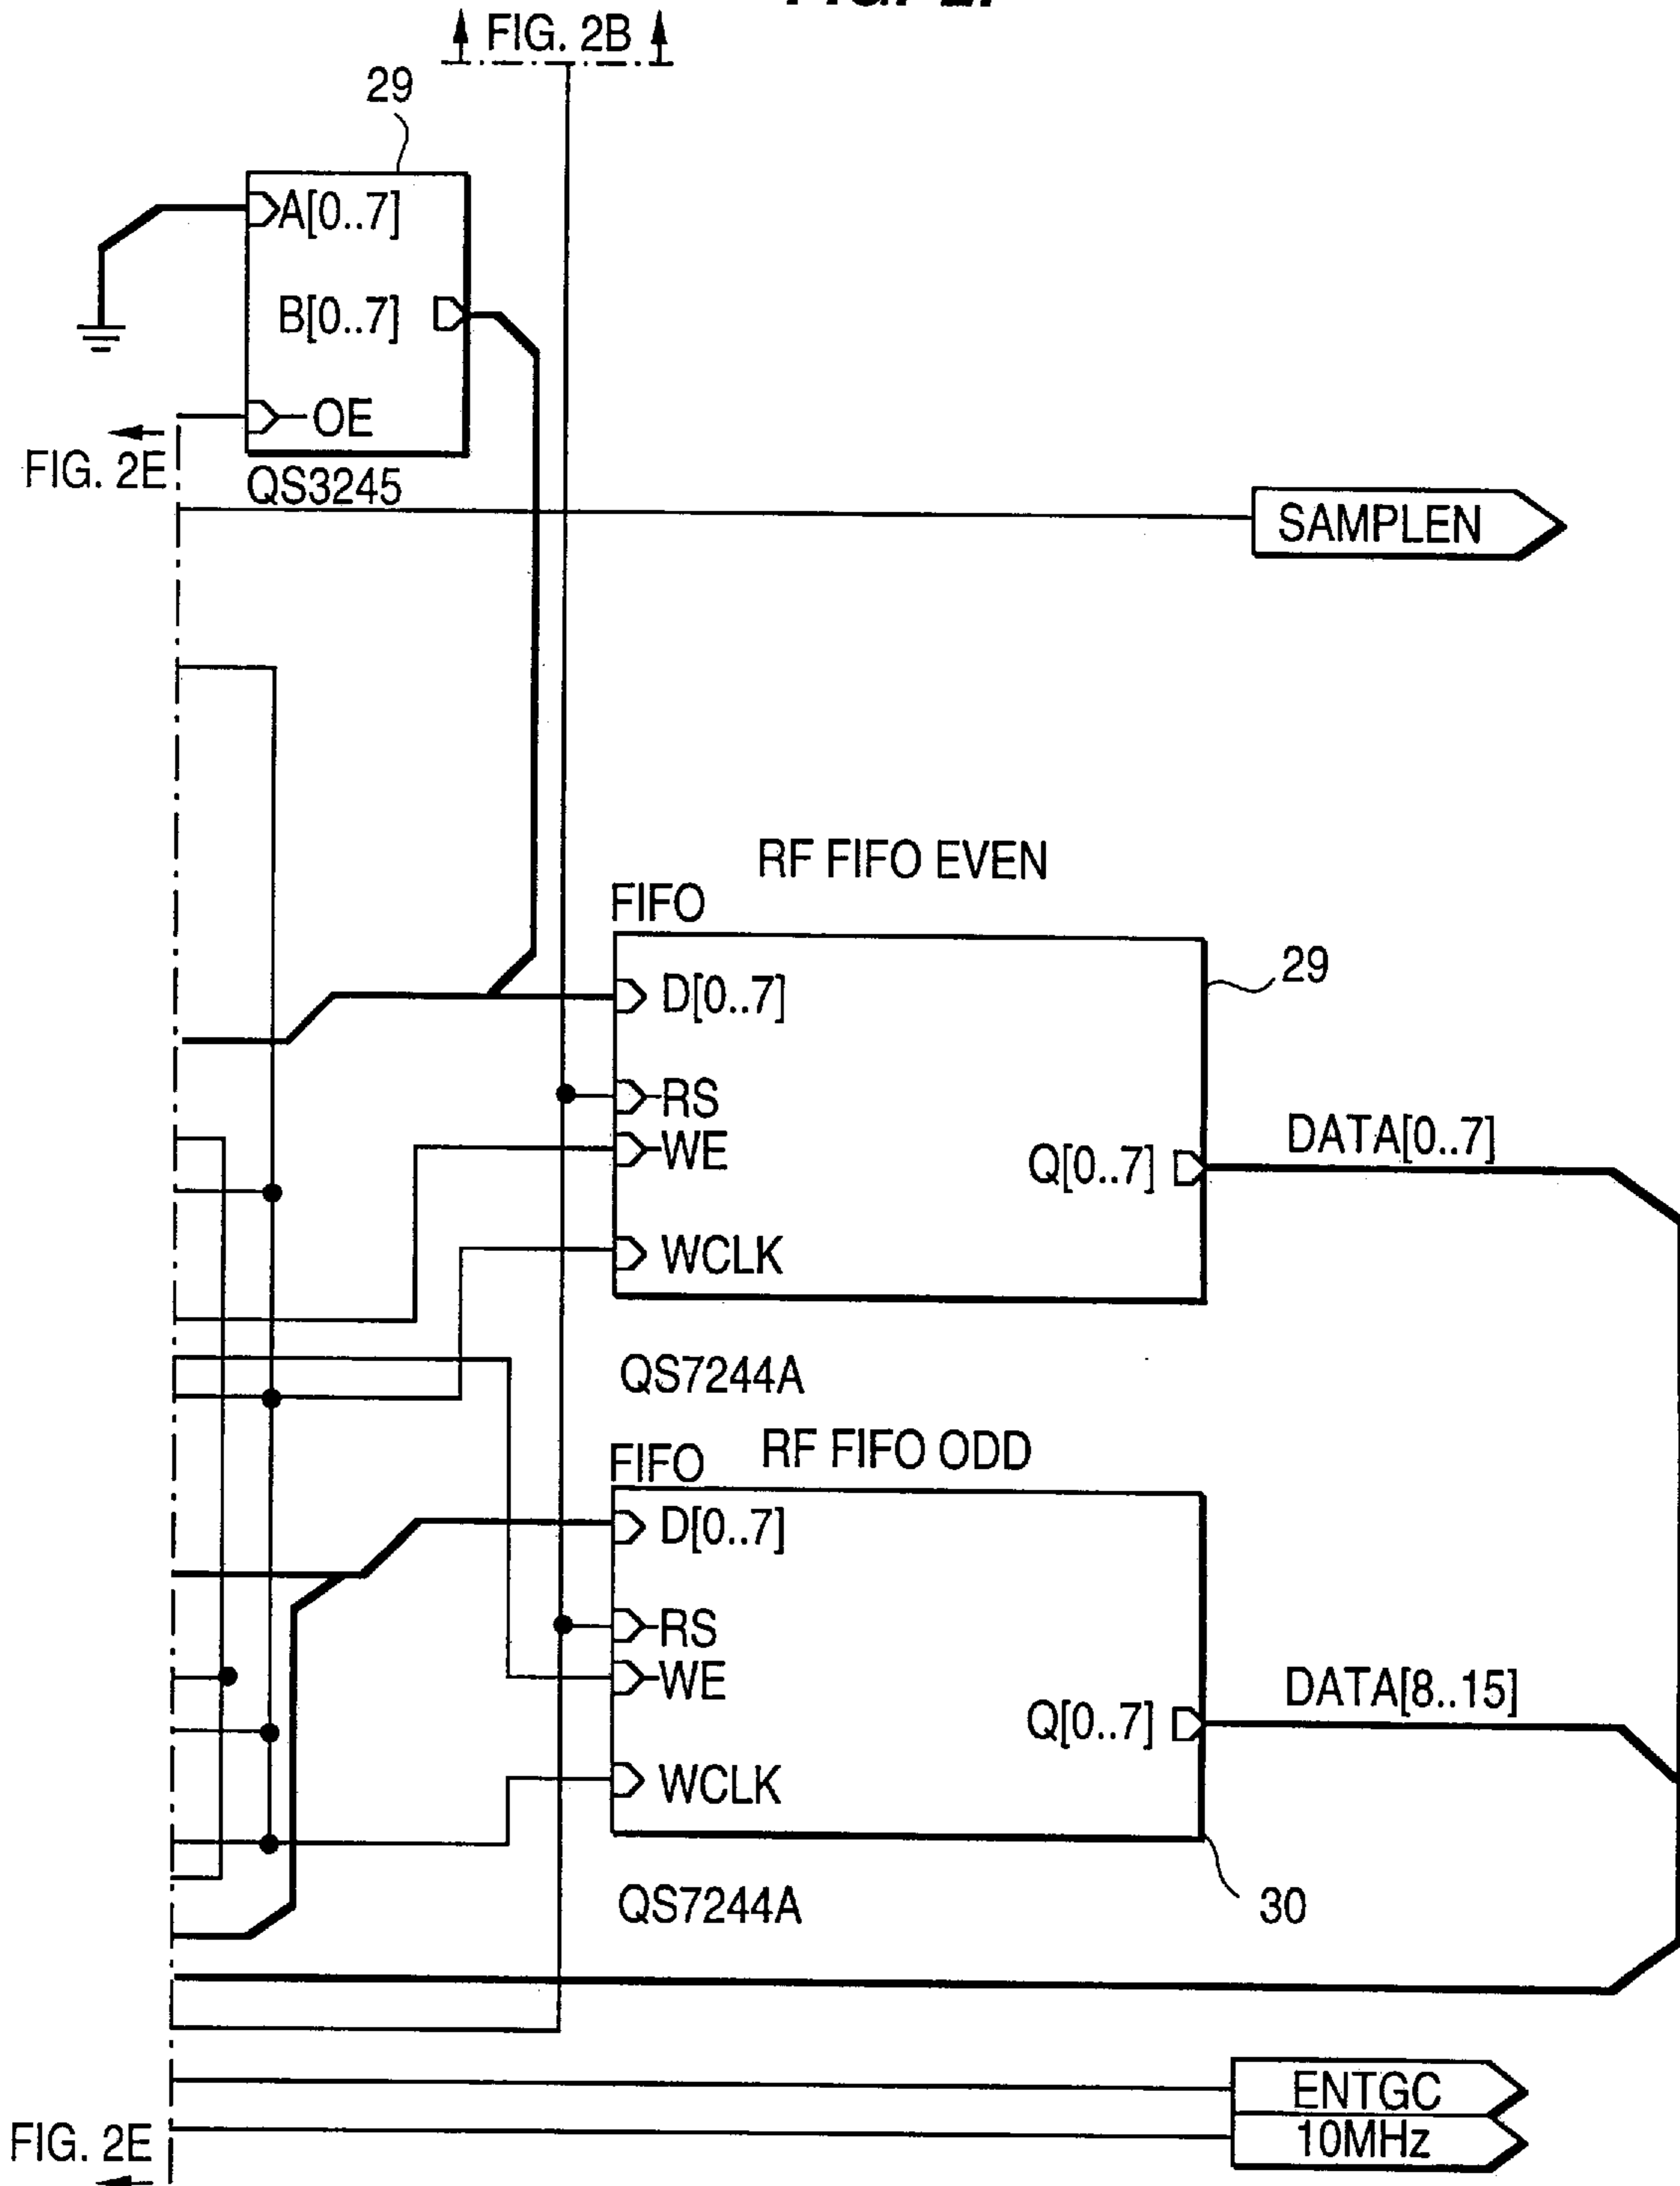 FIG. 2B
29
A[0..7]
B[0..7]
OE
FIG. 2E
QS3245
SAMPLEN
RF FIFO EVEN
FIFO
D[0..7]
29
RS
WE
DATA[0..7]
Q[0..7]
WCLK
QS7244A
RF FIFO ODD
FIFO
D[0..7]
RS
WE
DATA[8..15]
Q[0..7]
WCLK
QS7244A
30
ENTGC
FIG. 2E
10MHz